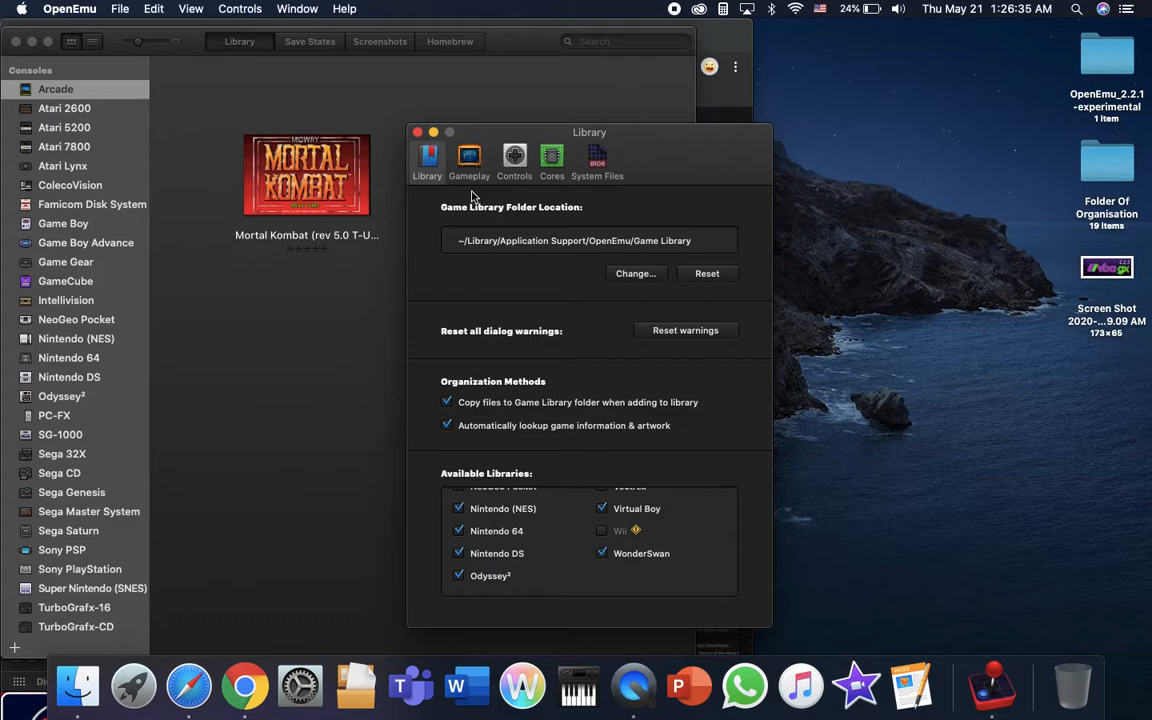 OpenEmu File Edit View Controls Window Help 24% Thu May 21 1:26:35 AM
Library Save States Screenshots Homebrew Search
Consoles
Arcade
Atari 2600
Atari 5200
Atari 7800
Atari Lynx
ColecoVision
Famicom Disk System
Game Boy
Game Boy Advance
Game Gear
GameCube
Intellivision
NeoGeo Pocket
Nintendo (NES)
Nintendo 64
Nintendo DS
Odyssey²
PC-FX
SG-1000
Sega 32X
Sega CD
Sega Genesis
Sega Master System
Sega Saturn
Sony PSP
Sony PlayStation
Super Nintendo (SNES)
TurboGrafx-16
TurboGrafx-CD
MIDWAY
MORTAL
KOMBAT
Mortal Kombat (rev 5.0 T-U...
Library
Library Gameplay Controls Cores System Files
BIOS
Game Library Folder Location:
~/Library/Application Support/OpenEmu/Game Library
Change... Reset
Reset all dialog warnings: Reset warnings
Organization Methods
Copy files to Game Library folder when adding to library
Automatically lookup game information & artwork
Available Libraries:
NeoGeo Pocket Vectrex
Nintendo (NES) Virtual Boy
Nintendo 64 Wii
Nintendo DS WonderSwan
Odyssey²
OpenEmu_2.2.1
-experimental
1 item
Folder Of
Organisation
19 items
vba gx
Screen Shot
2020-...9.09 AM
173×65